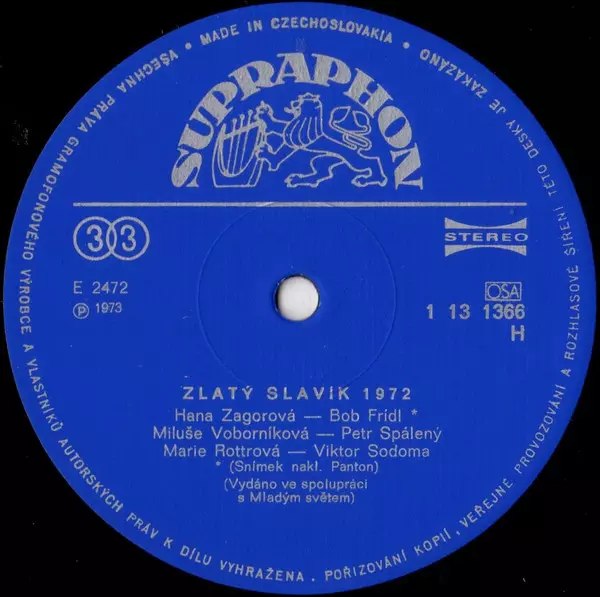 SUPRAPHON
33
STEREO
E 2472
℗ 1973
OSA
1 13 1366
H
ZLATÝ SLAVÍK 1972
Hana Zagorová — Bob Frídl *
Miluše Voborníková — Petr Spálený
Marie Rottrová — Viktor Sodoma
* (Snímek nakl. Panton)
(Vydáno ve spolupráci
s Mladým světem)
VŠECHNA PRÁVA GRAMOFONOVÉHO VÝROBCE A VLASTNÍKŮ AUTORSKÝCH PRÁV K DÍLU VYHRAŽENA . POŘIZOVÁNÍ KOPIÍ, VEŘEJNÉ PROVOZOVÁNÍ A ROZHLASOVÉ ŠÍŘENÍ TÉTO DESKY JE ZAKÁZÁNO • MADE IN CZECHOSLOVAKIA •